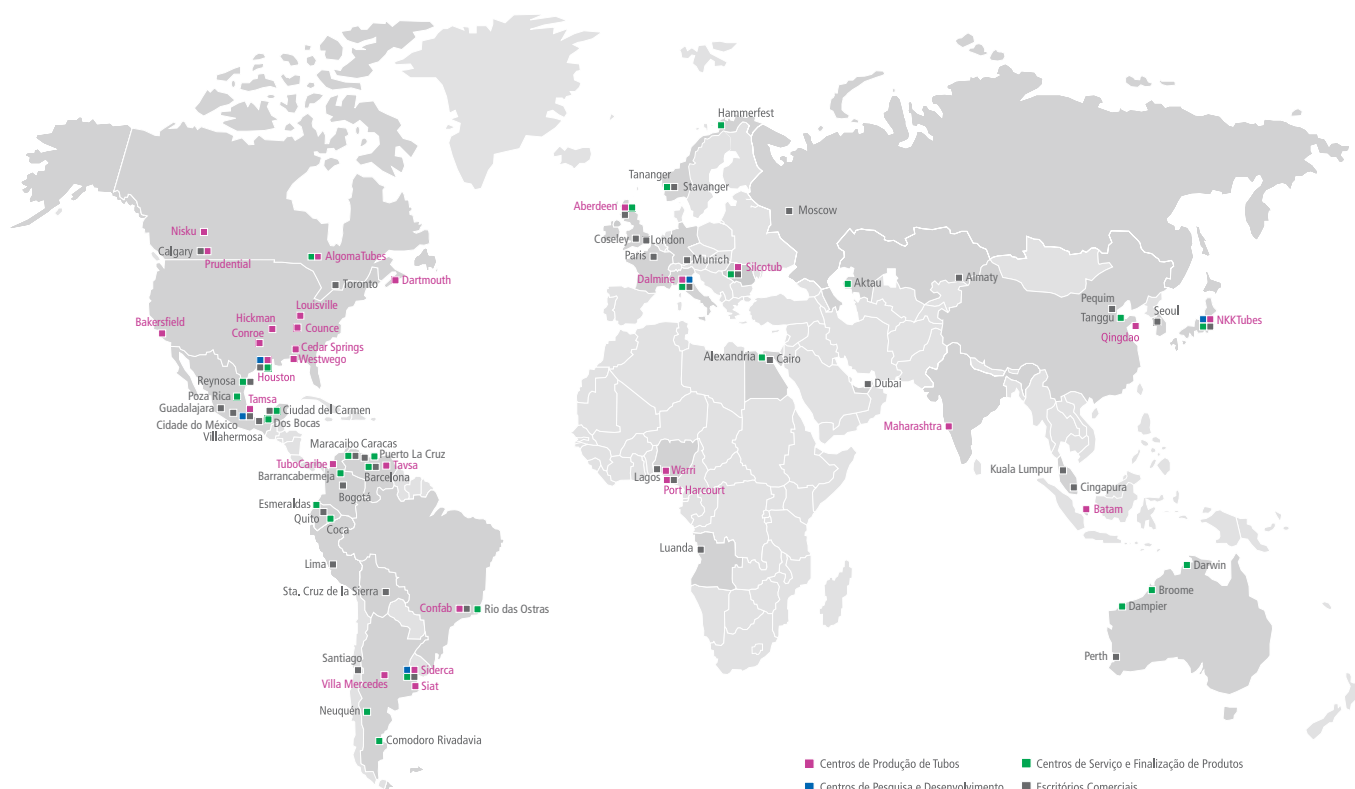 Hammerfest
Tananger
Stavanger
Aberdeen
Moscow
Nisku
Coseley
London
Calgary
AlgomaTubes
Paris
Munich
Prudential
Silcotub
Dartmouth
Dalmine
Almaty
Toronto
Aktau
Louisville
Pequim
Seoul
Hickman
Tanggu
NKKTubes
Bakersfield
Counce
Conroe
Qingdao
Cedar Springs
Westwego
Alexandria
Cairo
Houston
Reynosa
Dubai
Poza Rica
Tamsa
Guadalajara
Ciudad del Carmen
Cidade do México
Dos Bocas
Maharashtra
Villahermosa
Maracaibo
Caracas
Puerto La Cruz
TuboCaribe
Tavsa
Barrancabermeja
Barcelona
Warri
Kuala Lumpur
Lagos
Port Harcourt
Cingapura
Bogotá
Esmeraldas
Batam
Quito
Coca
Luanda
Lima
Darwin
Sta. Cruz de la Sierra
Broome
Confab
Rio das Ostras
Dampier
Santiago
Perth
Siderca
Villa Mercedes
Siat
Neuquén
Comodoro Rivadavia
Centros de Produção de Tubos
Centros de Serviço e Finalização de Produtos
Centros de Pesquisa e Desenvolvimento
Escritórios Comerciais